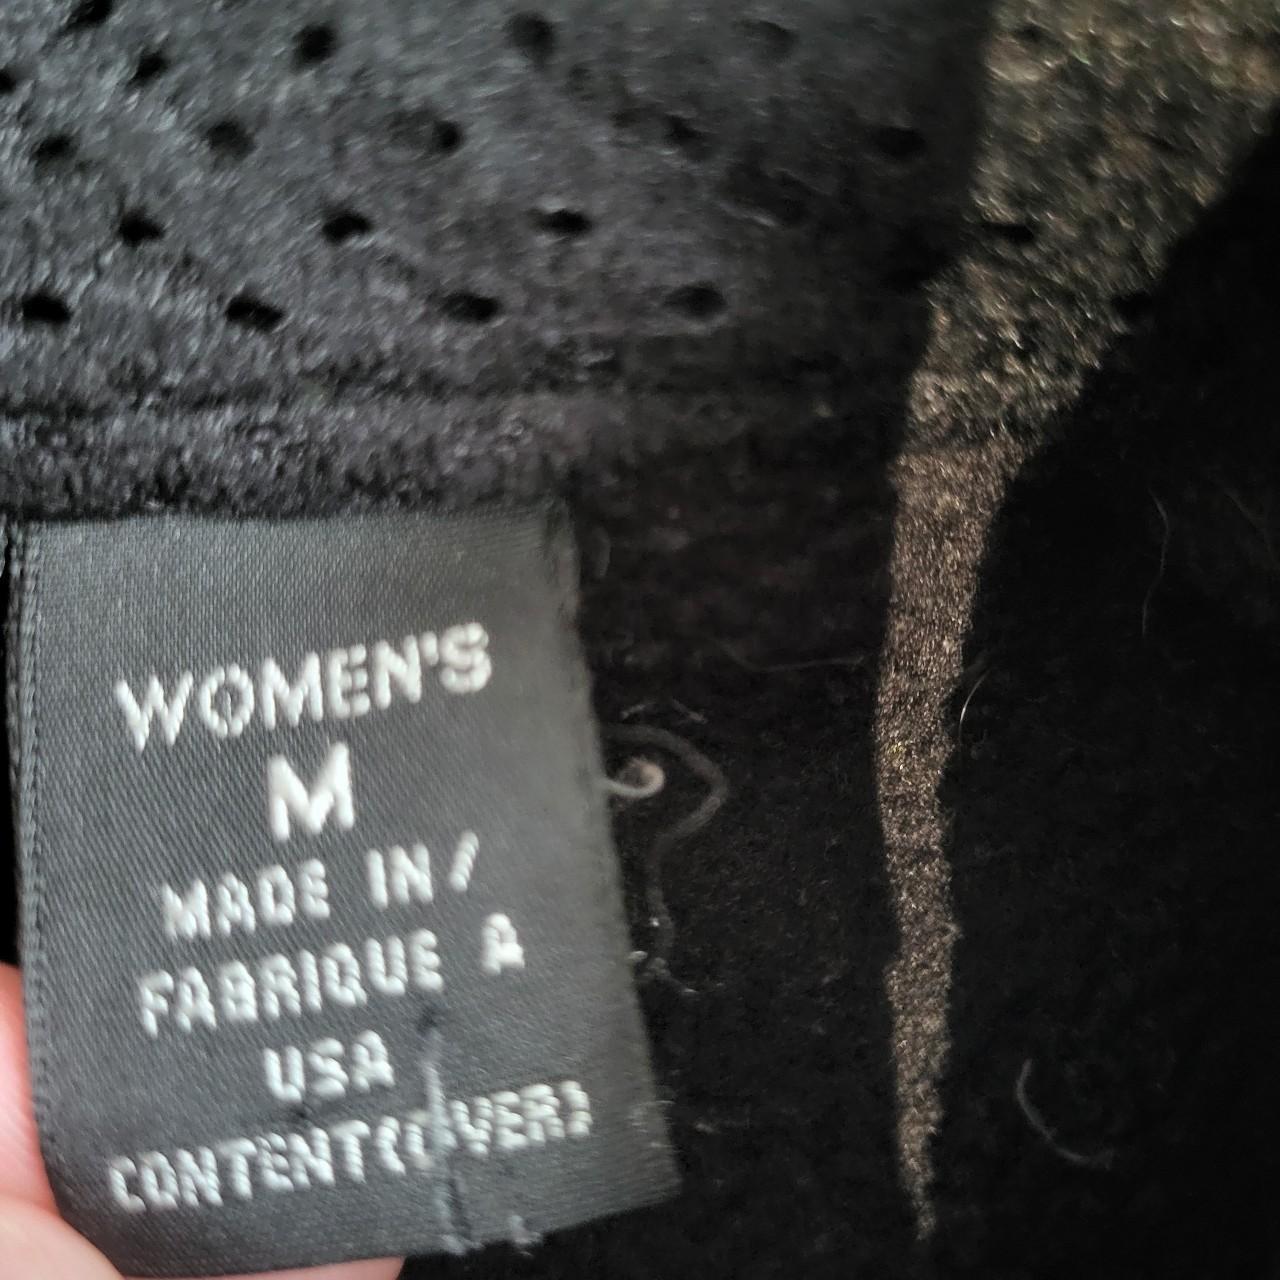 WOMEN'S
M
MADE IN /
FABRIQUE A
USA
CONTENT(OVER)